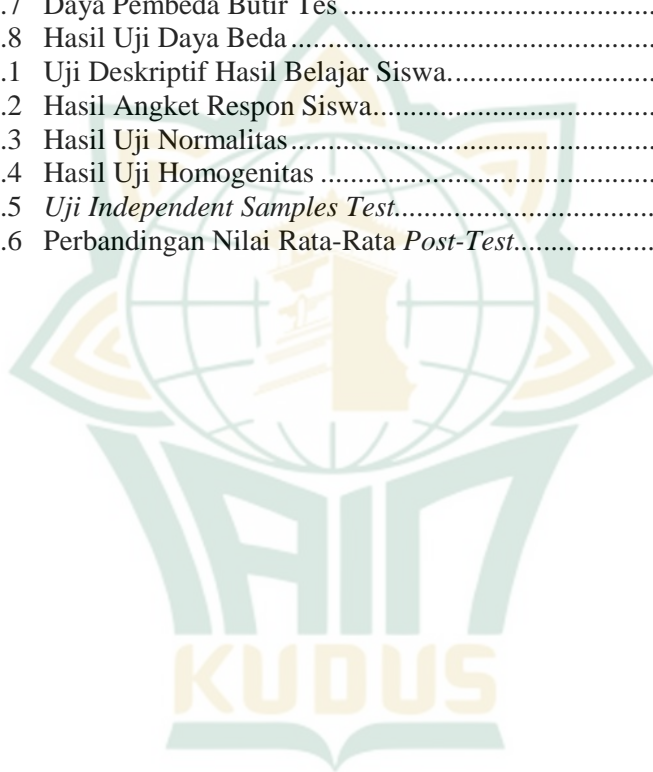 .7 Daya Pembeda Butir Tes ..........................................
.8 Hasil Uji Daya Beda ................................................
.1 Uji Deskriptif Hasil Belajar Siswa. ............................
.2 Hasil Angket Respon Siswa.......................................
.3 Hasil Uji Normalitas ................................................
.4 Hasil Uji Homogenitas .............................................
.5 Uji Independent Samples Test....................................
.6 Perbandingan Nilai Rata-Rata Post-Test...................
IAIN
KUDUS